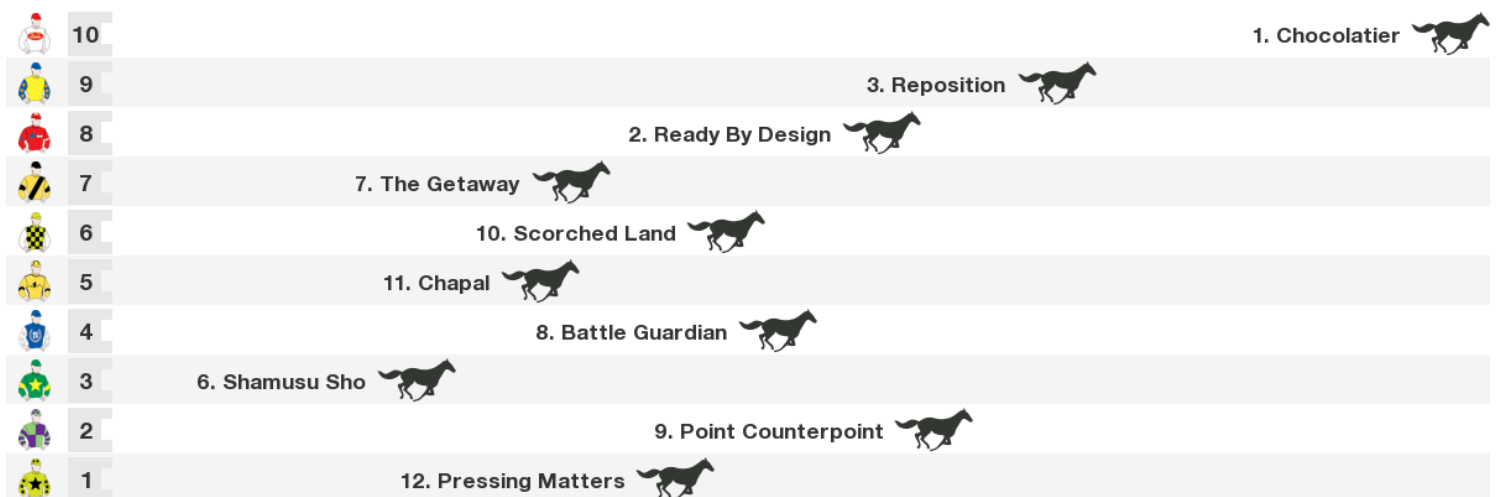 10 1. Chocolatier
9 3. Reposition
8 2. Ready By Design
7 7. The Getaway
6 10. Scorched Land
5 11. Chapal
4 8. Battle Guardian
3 6. Shamusu Sho
2 9. Point Counterpoint
1 12. Pressing Matters